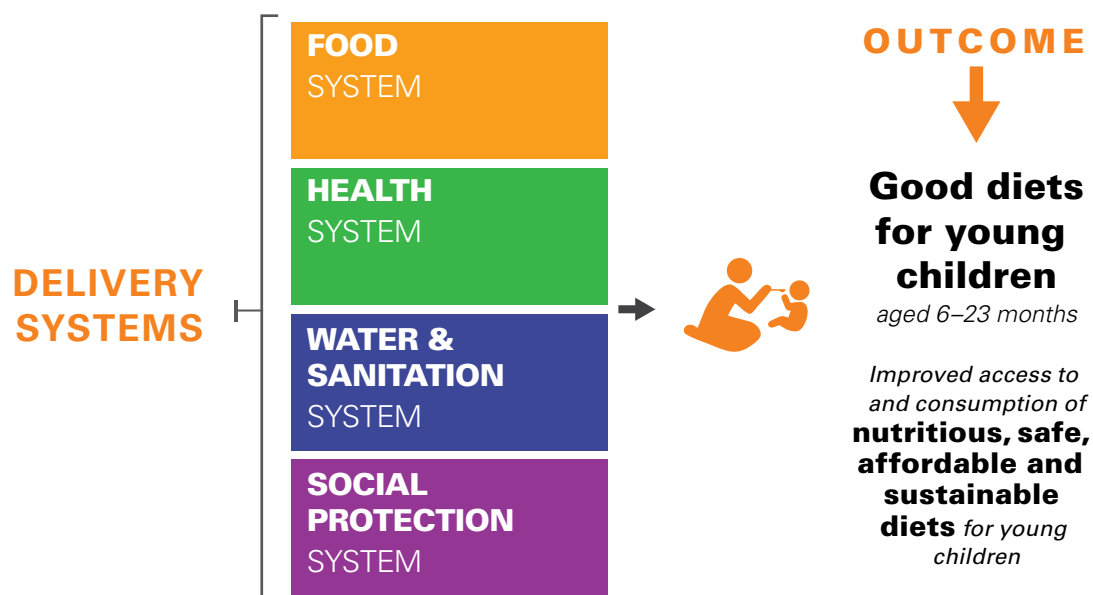 DELIVERY
SYSTEMS
FOOD
SYSTEM
HEALTH
SYSTEM
WATER &
SANITATION
SYSTEM
SOCIAL
PROTECTION
SYSTEM
OUTCOME
Good diets
for young
children
aged 6–23 months
Improved access to
and consumption of
nutritious, safe,
affordable and
sustainable
diets for young
children